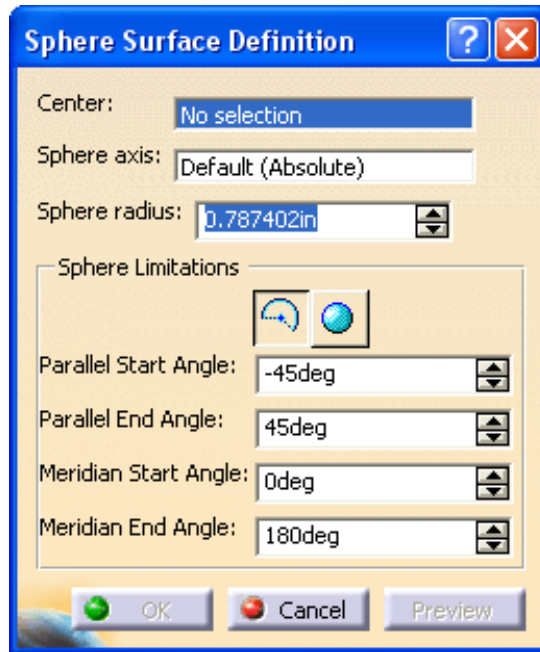 Sphere Surface Definition
Center: No selection
Sphere axis: Default (Absolute)
Sphere radius: 0.787402in
Sphere Limitations
Parallel Start Angle: -45deg
Parallel End Angle: 45deg
Meridian Start Angle: 0deg
Meridian End Angle: 180deg
OK Cancel Preview